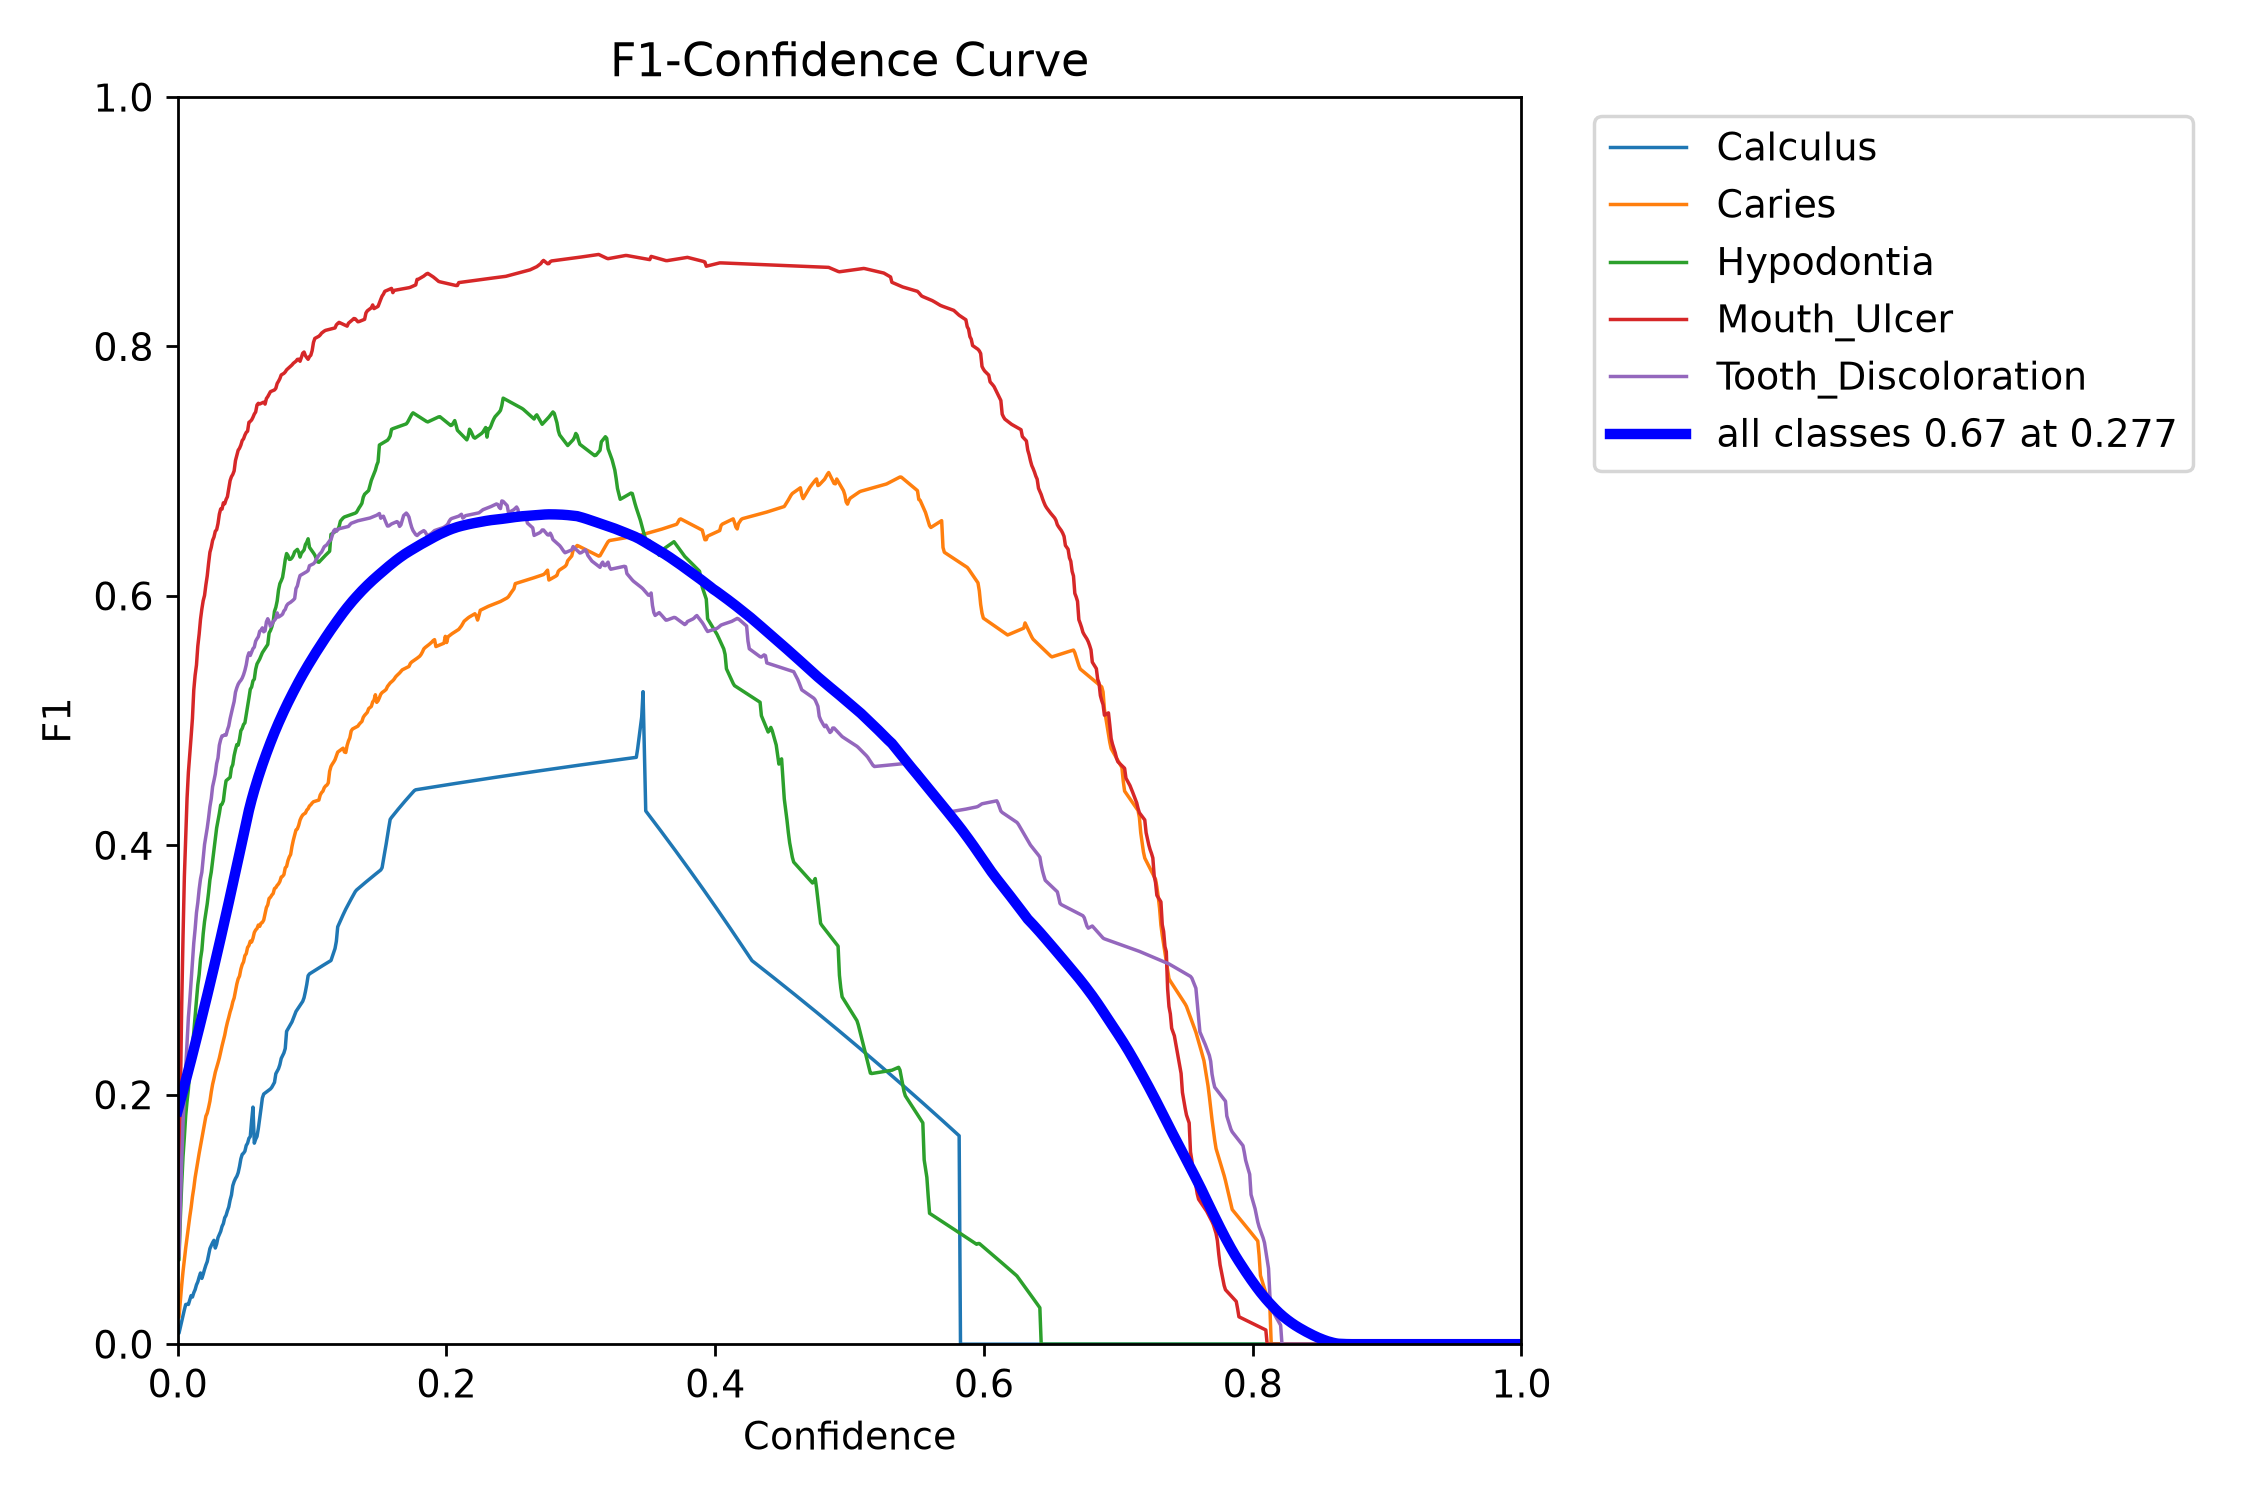 F1-Confidence Curve
1.0
0.8
0.6
0.4
0.2
0.0
F1
0.0 0.2 0.4 0.6 0.8 1.0
Confidence
Calculus
Caries
Hypodontia
Mouth_Ulcer
Tooth_Discoloration
all classes 0.67 at 0.277